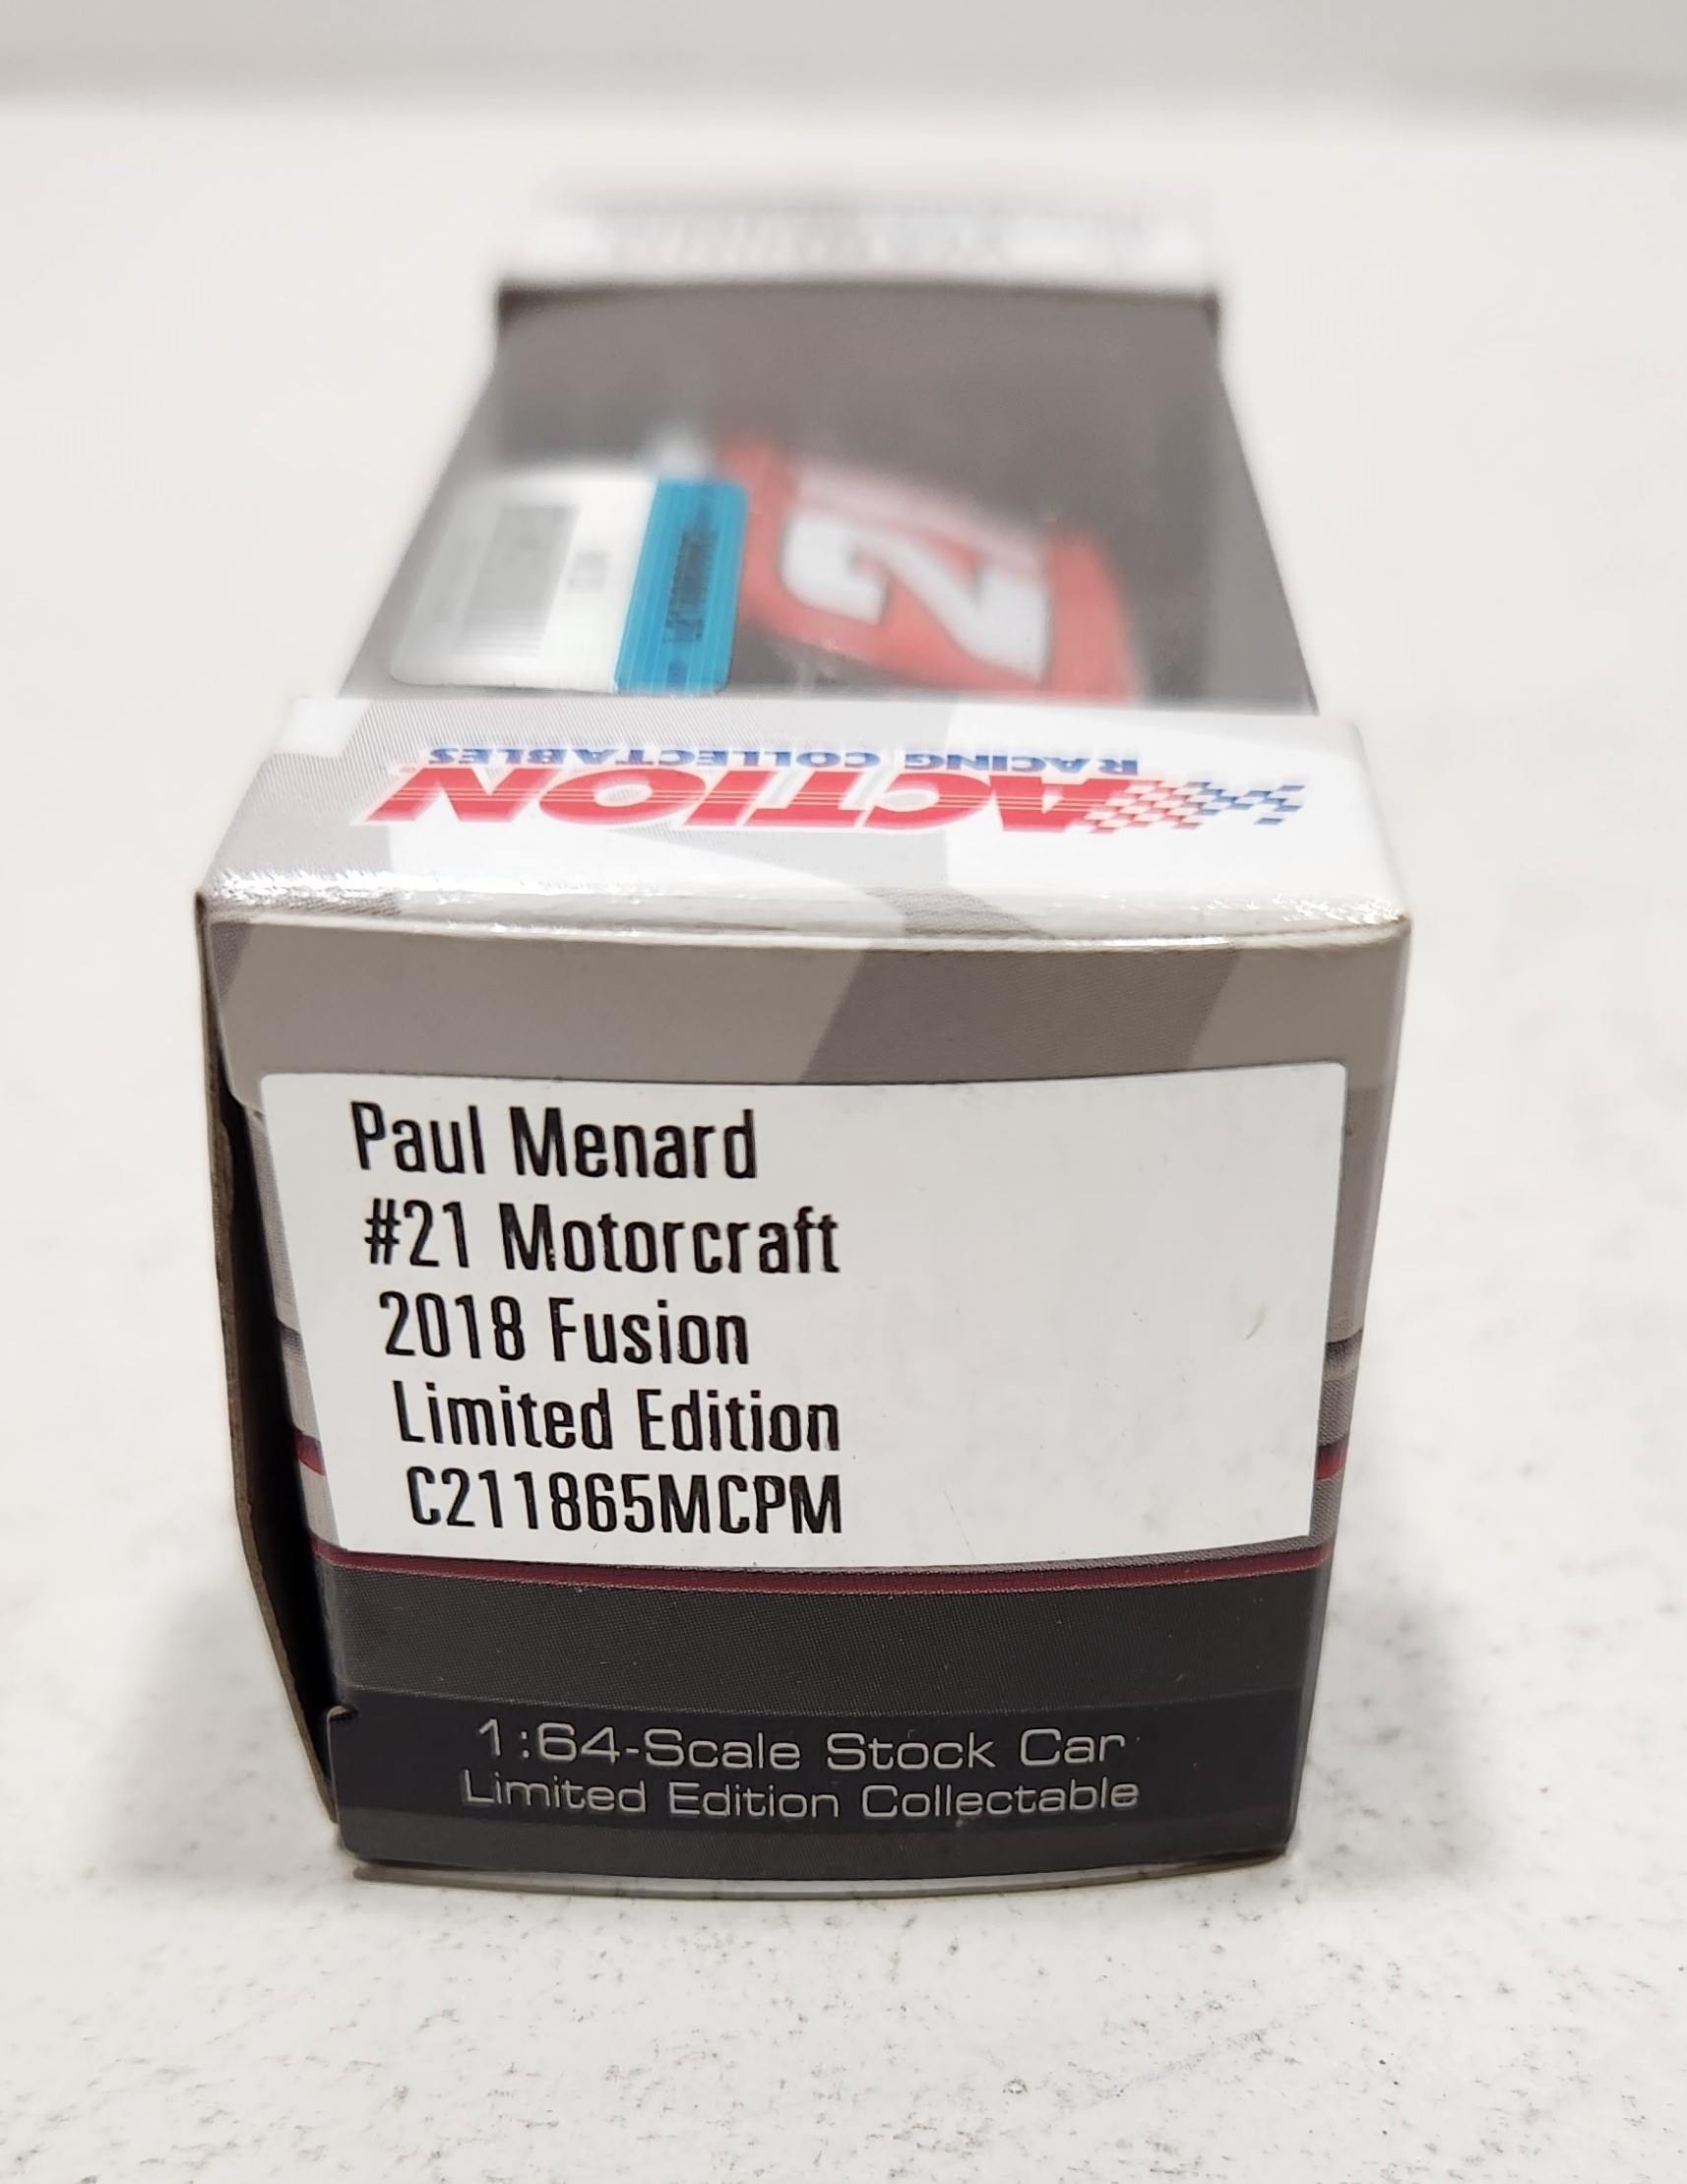 ACTION
RACING COLLECTABLES
Paul Menard
#21 Motorcraft
2018 Fusion
Limited Edition
C211865MCPM
1:64-Scale Stock Car
Limited Edition Collectable